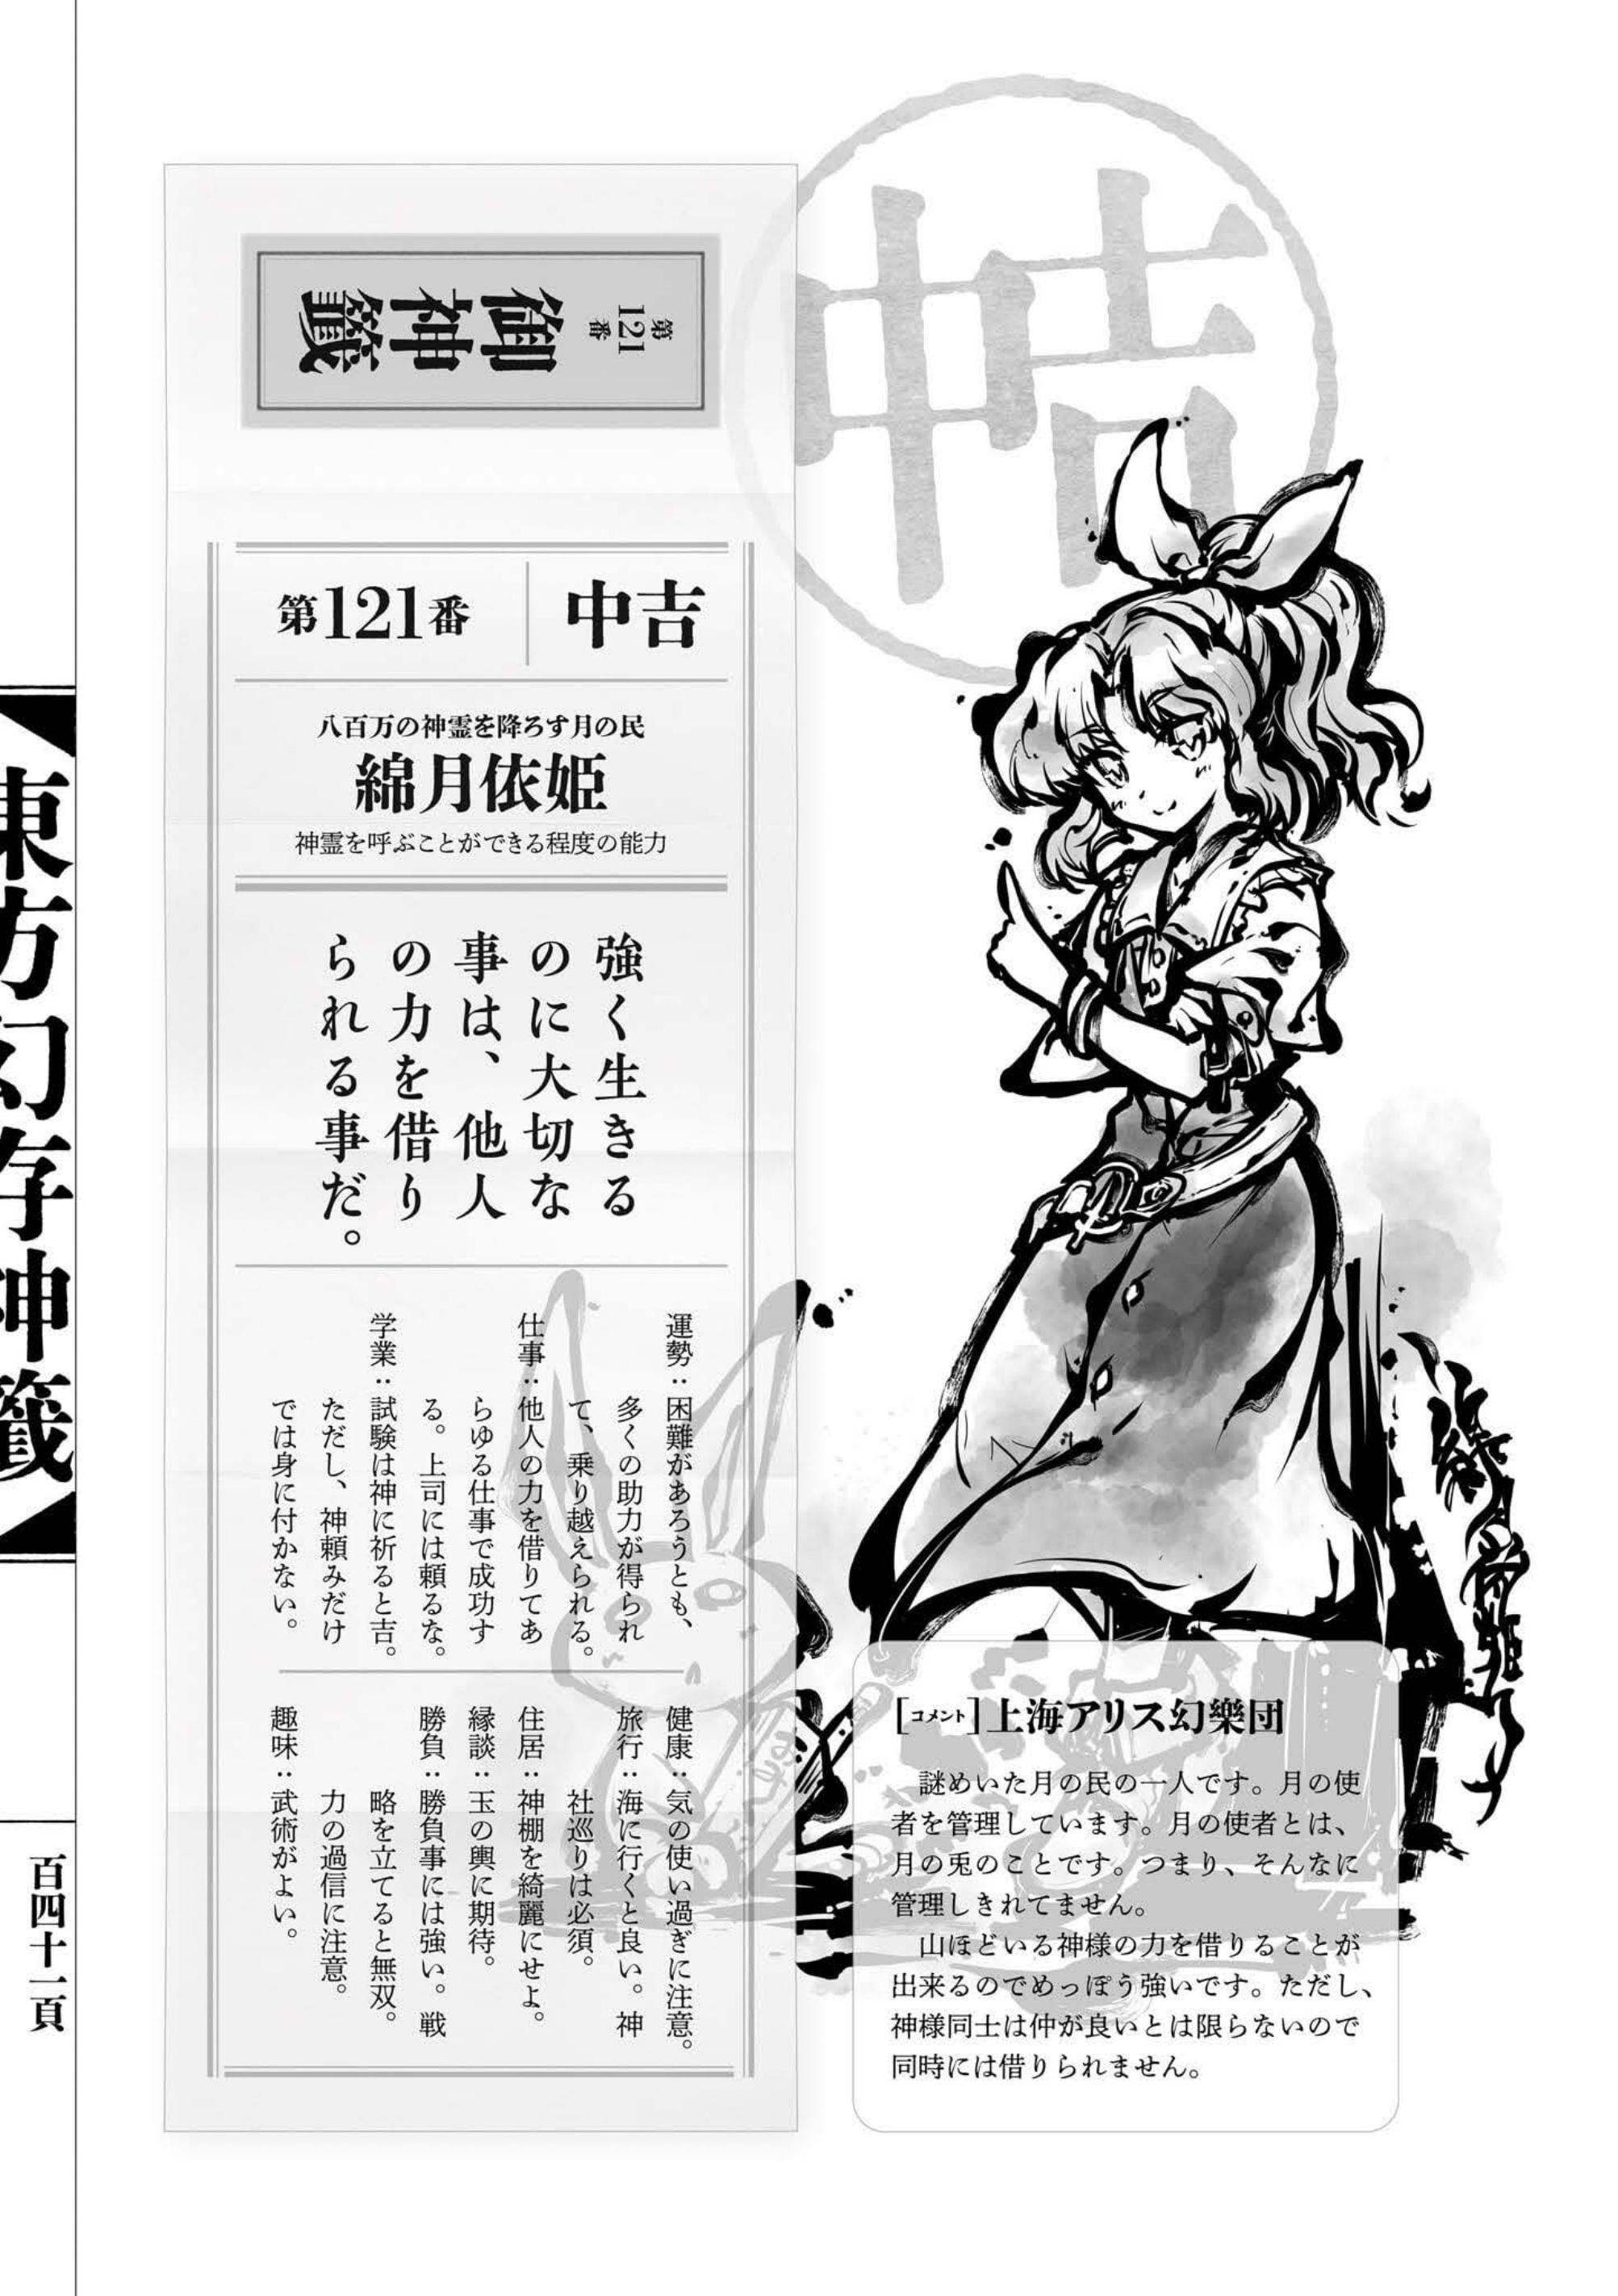 中吉
御神籤
第121番
第121番
中吉
八百万の神霊を降ろす月の民
綿月依姫
神霊を呼ぶことができる程度の能力
強く生きる
のに大切な
事は、他人
の力を借り
られる事だ。
運勢：困難があろうとも、
多くの助力が得られ
て、乗り越えられる。
仕事：他人の力を借りてあ
らゆる仕事で成功す
る。上司には頼るな。
学業：試験は神に祈ると吉。
ただし、神頼みだけ
では身に付かない。
健康：気の使い過ぎに注意。
旅行：海に行くと良い。神
社巡りは必須。
住居：神棚を綺麗にせよ。
縁談：玉の輿に期待。
勝負：勝負事には強い。戦
略を立てると無双。
力の過信に注意。
趣味：武術がよい。
綿月依姫
［コメント］上海アリス幻樂団
謎めいた月の民の一人です。月の使
者を管理しています。月の使者とは、
月の兎のことです。つまり、そんなに
管理しきれてません。
山ほどいる神様の力を借りることが
出来るのでめっぽう強いです。ただし、
神様同士は仲が良いとは限らないので
同時には借りられません。
東方幻存神籤
百四十一頁